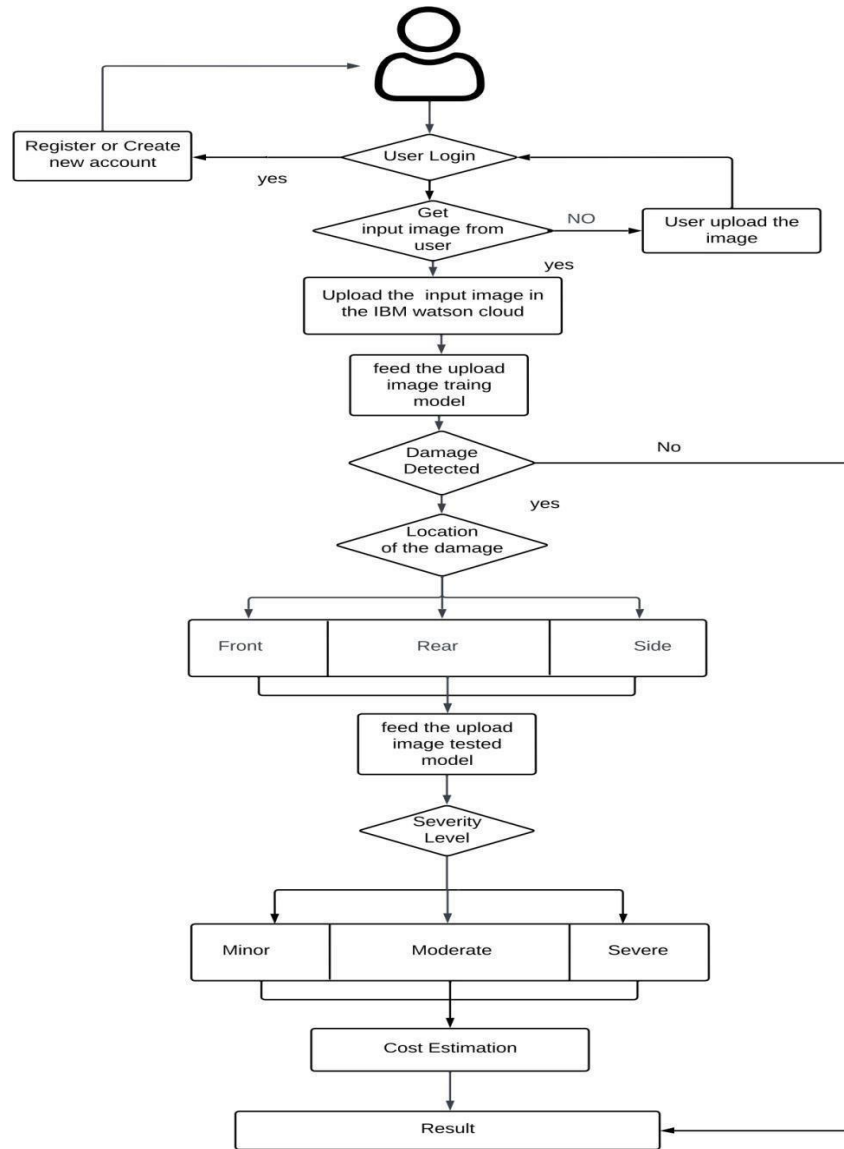 Register or Create
new account
User Login
yes
Get
input image from
user
NO
User upload the
image
yes
Upload the input image in
the IBM watson cloud
feed the upload
image traing
model
Damage
Detected
No
yes
Location
of the damage
Front
Rear
Side
feed the upload
image tested
model
Severity
Level
Minor
Moderate
Severe
Cost Estimation
Result